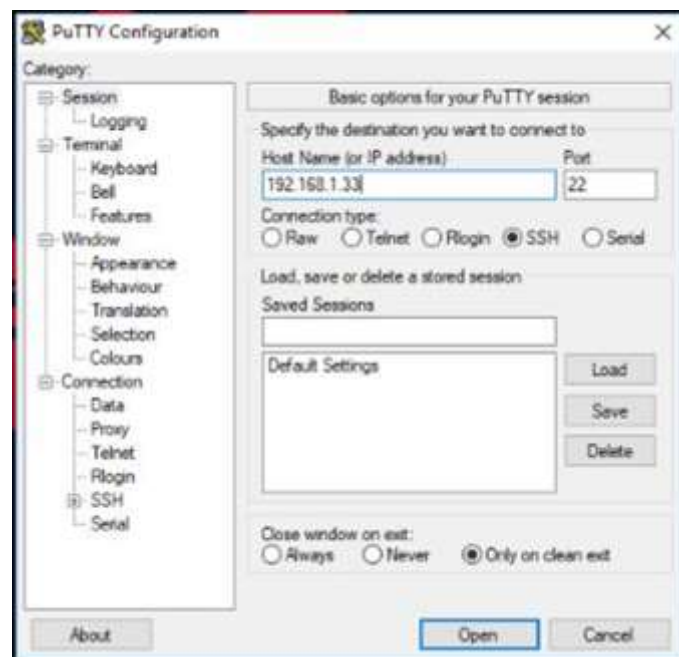 PuTTY Configuration
Category:
Session
Logging
Terminal
Keyboard
Bell
Features
Window
Appearance
Behaviour
Translation
Selection
Colours
Connection
Data
Proxy
Telnet
Rlogin
SSH
Serial
Basic options for your PuTTY session
Specify the destination you want to connect to
Host Name (or IP address) Port
192.168.1.33 22
Connection type:
Raw Telnet Rlogin SSH Serial
Load, save or delete a stored session
Saved Sessions
Default Settings
Load
Save
Delete
Close window on exit:
Always Never Only on clean exit
About Open Cancel